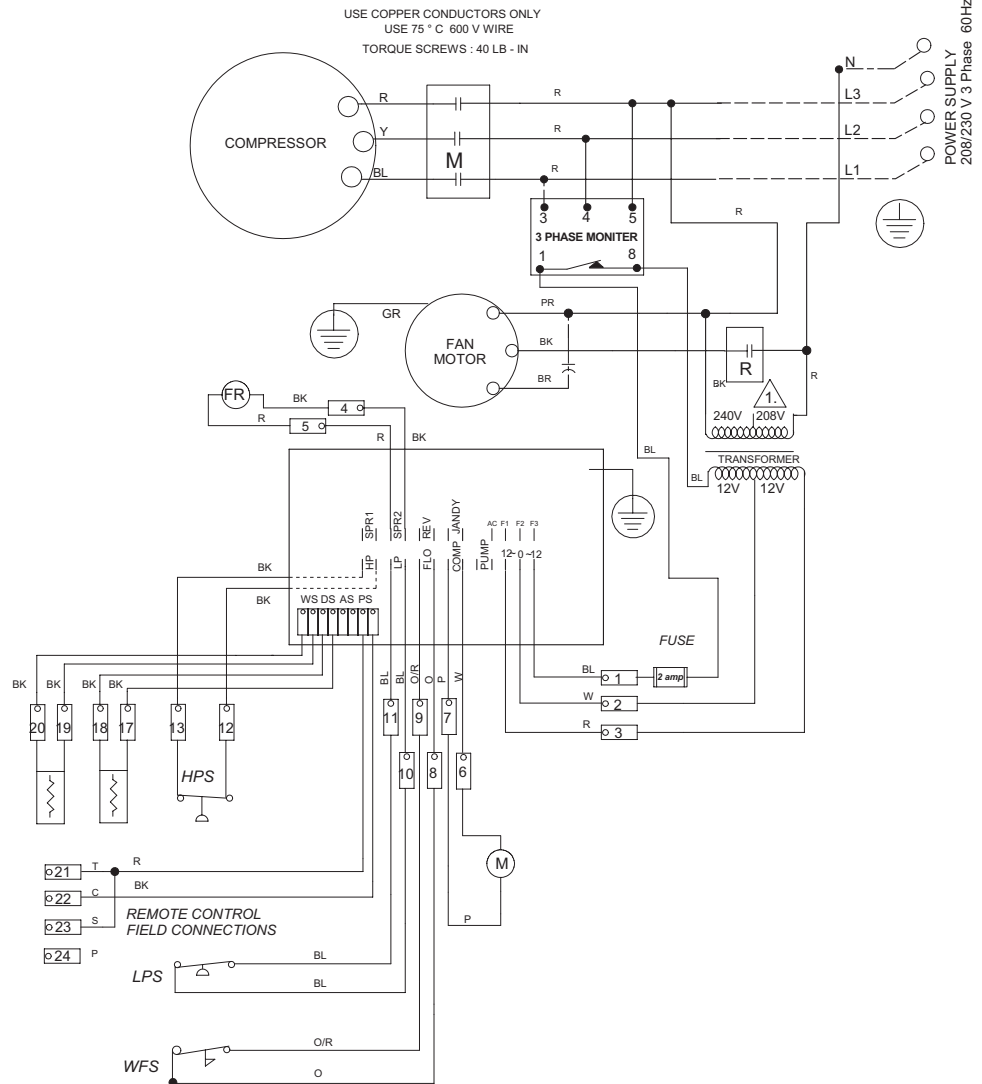 USE COPPER CONDUCTORS ONLY
USE 75 ° C 600 V WIRE
TORQUE SCREWS : 40 LB - IN
POWER SUPPLY
208/230 V 3 Phase 60Hz
N
R
R
L3
COMPRESSOR
Y
R
L2
M
BL
R
L1
3
4
5
R
3 PHASE MONITER
1
8
PR
GR
FAN
MOTOR
BK
R
BR
BK
1.
R
240V
208V
FR
BK
4
R
5
R
BK
BL
TRANSFORMER
BL
12V
12V
SPR1
SPR2
REV
JANDY
AC
F1
F2
F3
HP
LP
FLO
COMP
PUMP
12~
0
~12
BK
BK
WS DS AS PS
FUSE
BL
1
2 amp
W
2
R
3
BK
BK
BK
BK
BL
BL
O/R
O
P
W
20
19
18
17
13
12
11
9
7
10
8
6
HPS
M
21
T
R
22
C
BK
23
S
REMOTE CONTROL
FIELD CONNECTIONS
24
P
P
LPS
BL
BL
WFS
O/R
O